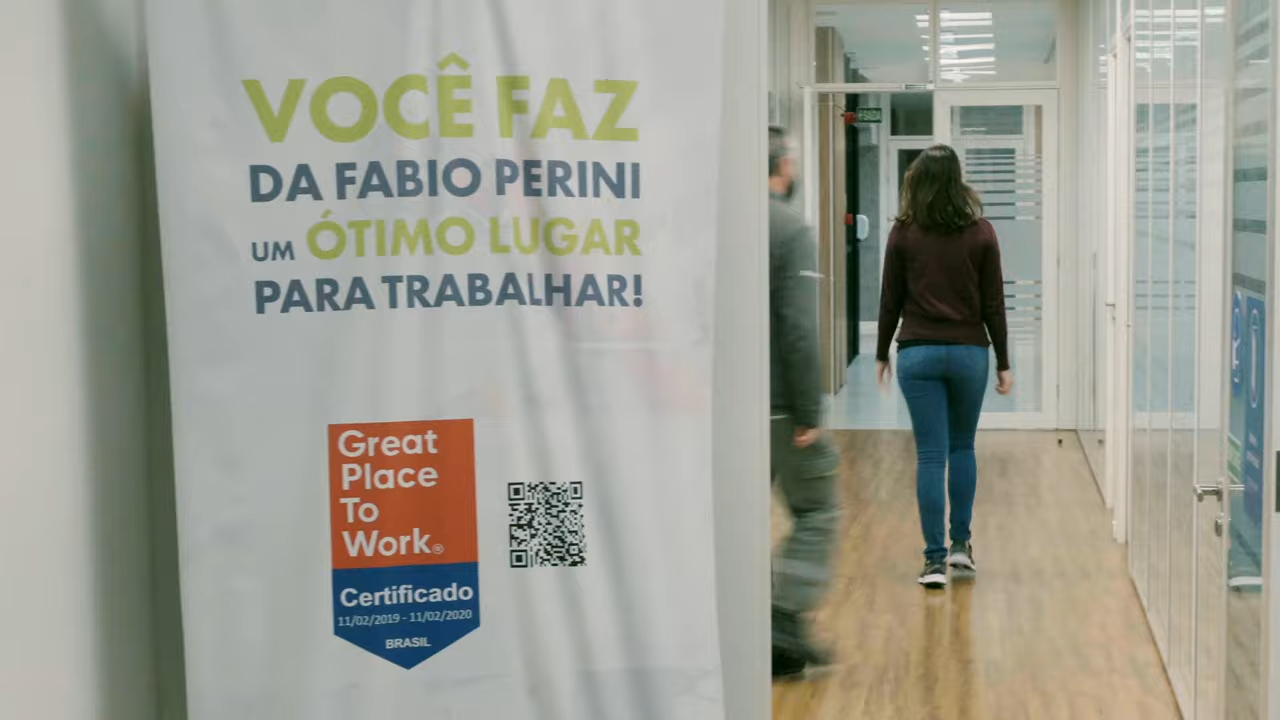 VOCÊ FAZ
DA FABIO PERINI
UM ÓTIMO LUGAR
PARA TRABALHAR!
Great
Place
To
Work®
Certificado
11/02/2019 - 11/02/2020
BRASIL